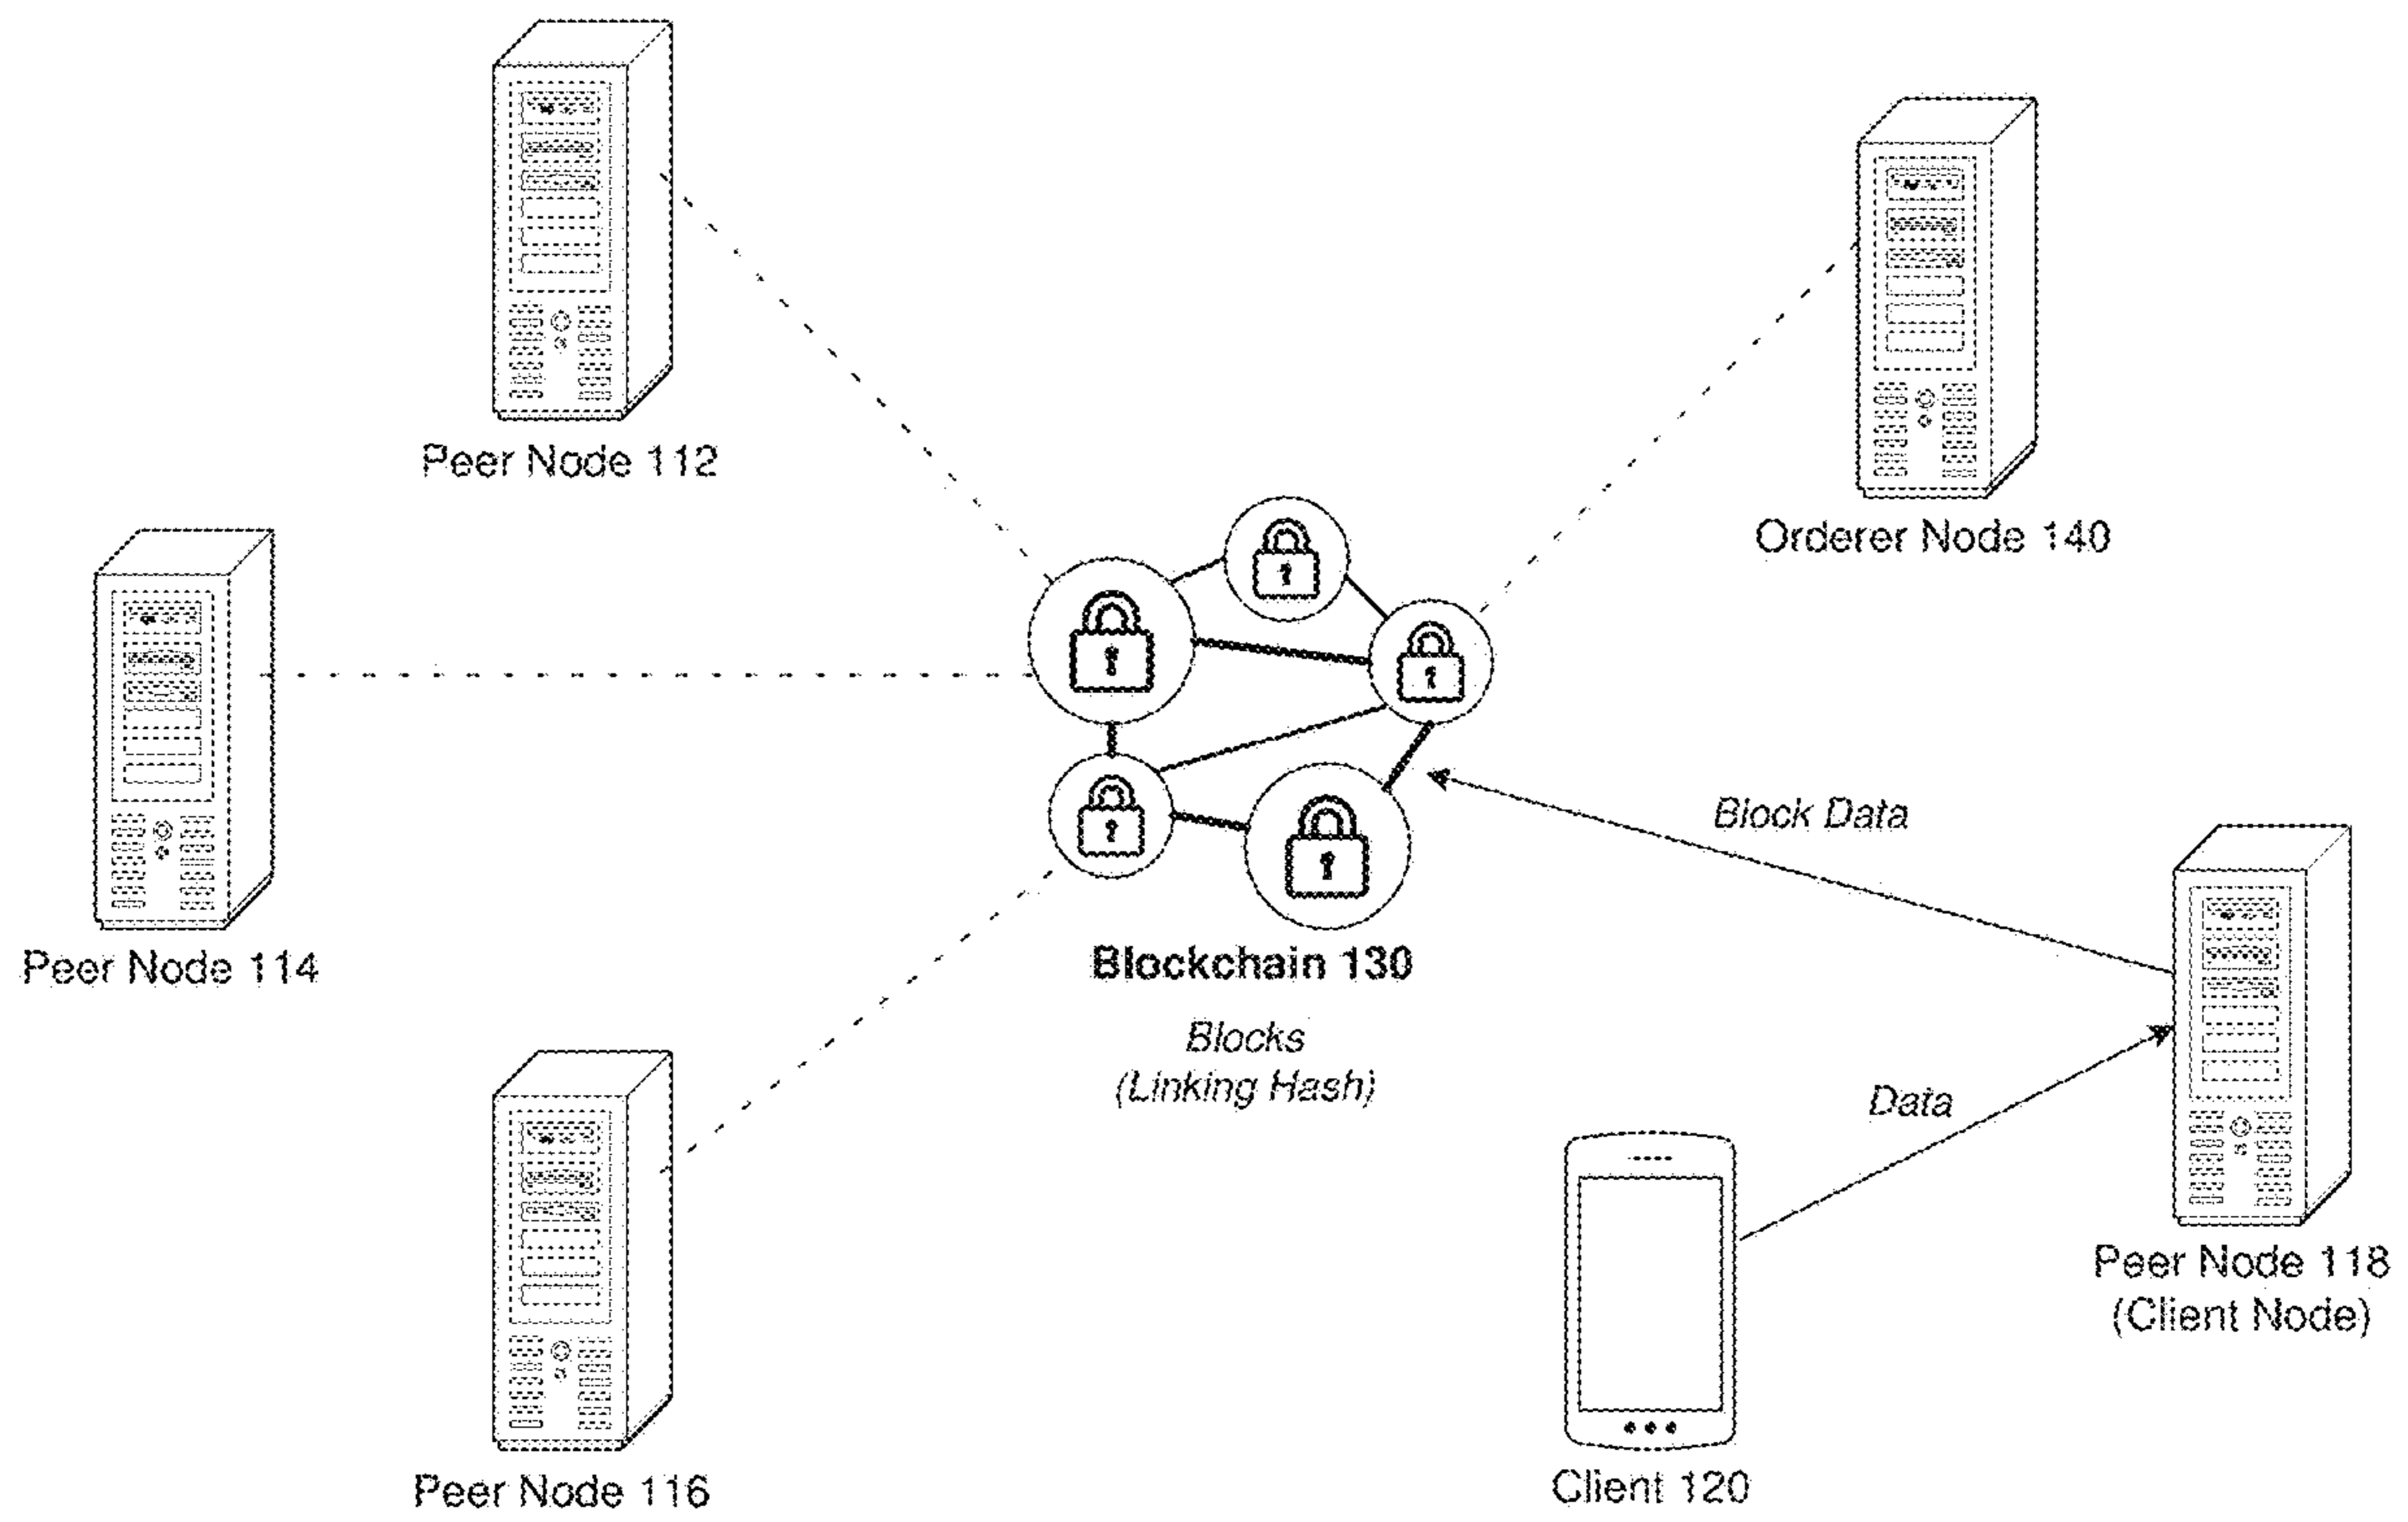 Peer Node 112
Orderer Node 140
Peer Node 114
Blockchain 130
Blocks
(Linking Hash)
Block Data
Data
Peer Node 118
(Client Node)
Peer Node 116
Client 120